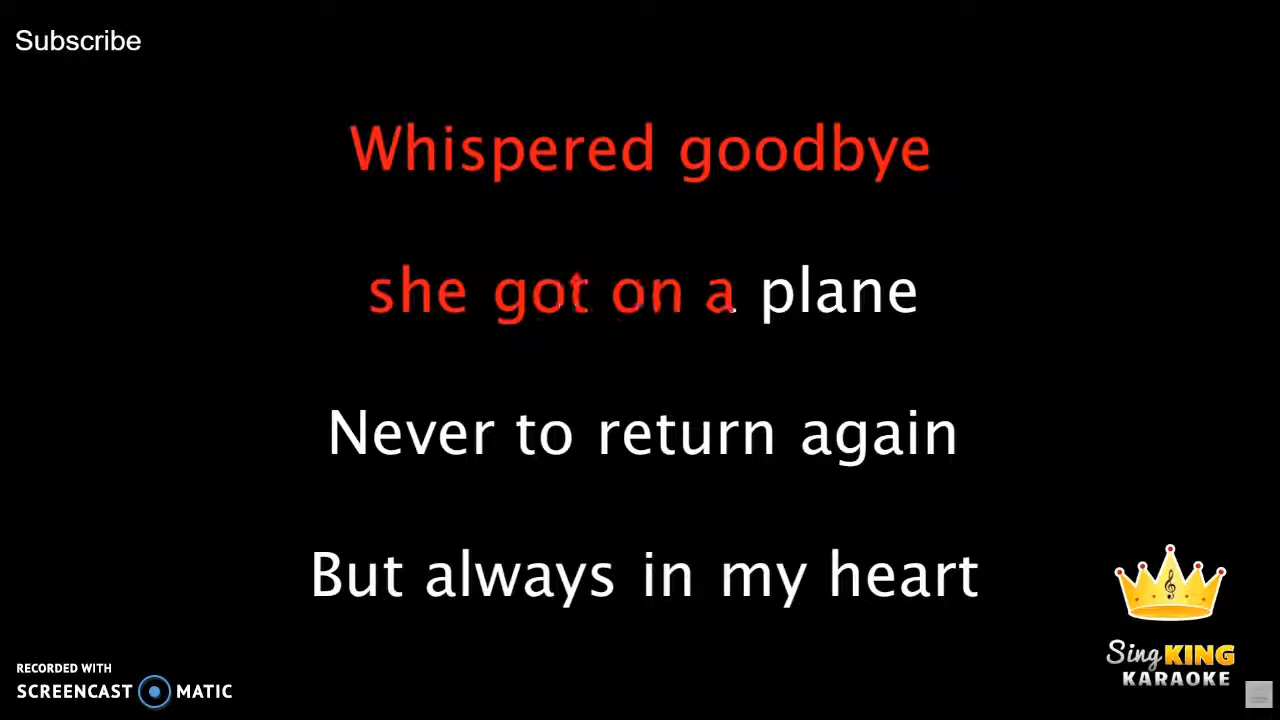 Subscribe
Whispered goodbye
she got on a plane
Never to return again
But always in my heart
RECORDED WITH
SCREENCAST MATIC
Sing KING
KARAOKE